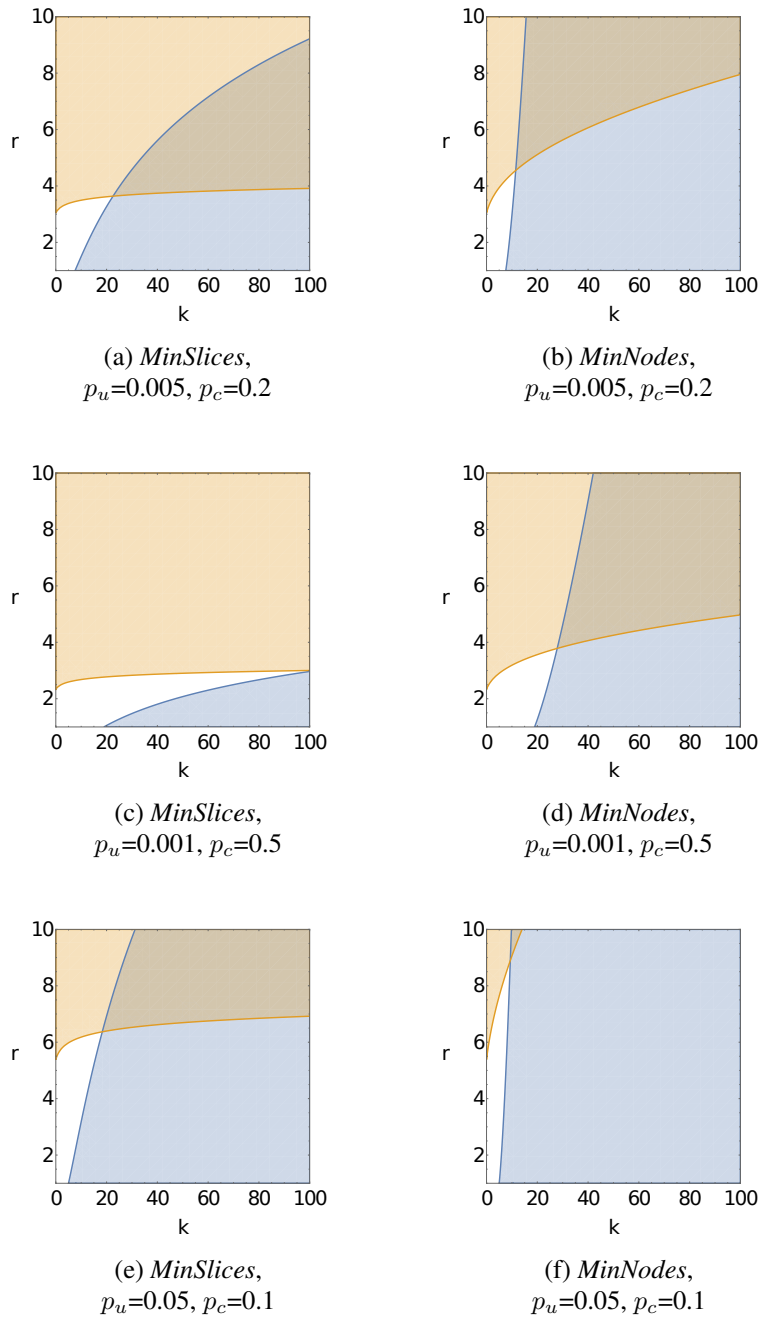 10
8
6
4
2
r
0 20 40 60 80 100
k
(a) MinSlices,
p_u=0.005, p_c=0.2
10
8
6
4
2
r
0 20 40 60 80 100
k
(b) MinNodes,
p_u=0.005, p_c=0.2
10
8
6
4
2
r
0 20 40 60 80 100
k
(c) MinSlices,
p_u=0.001, p_c=0.5
10
8
6
4
2
r
0 20 40 60 80 100
k
(d) MinNodes,
p_u=0.001, p_c=0.5
10
8
6
4
2
r
0 20 40 60 80 100
k
(e) MinSlices,
p_u=0.05, p_c=0.1
10
8
6
4
2
r
0 20 40 60 80 100
k
(f) MinNodes,
p_u=0.05, p_c=0.1